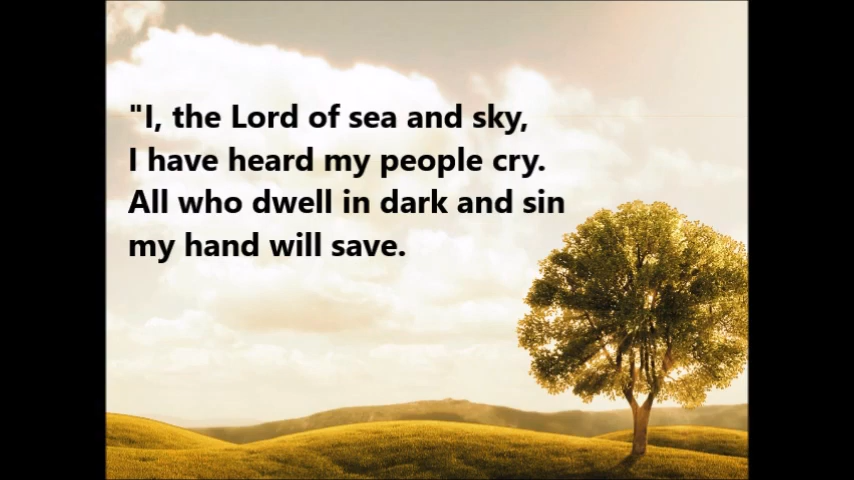 "I, the Lord of sea and sky,
I have heard my people cry.
All who dwell in dark and sin
my hand will save.